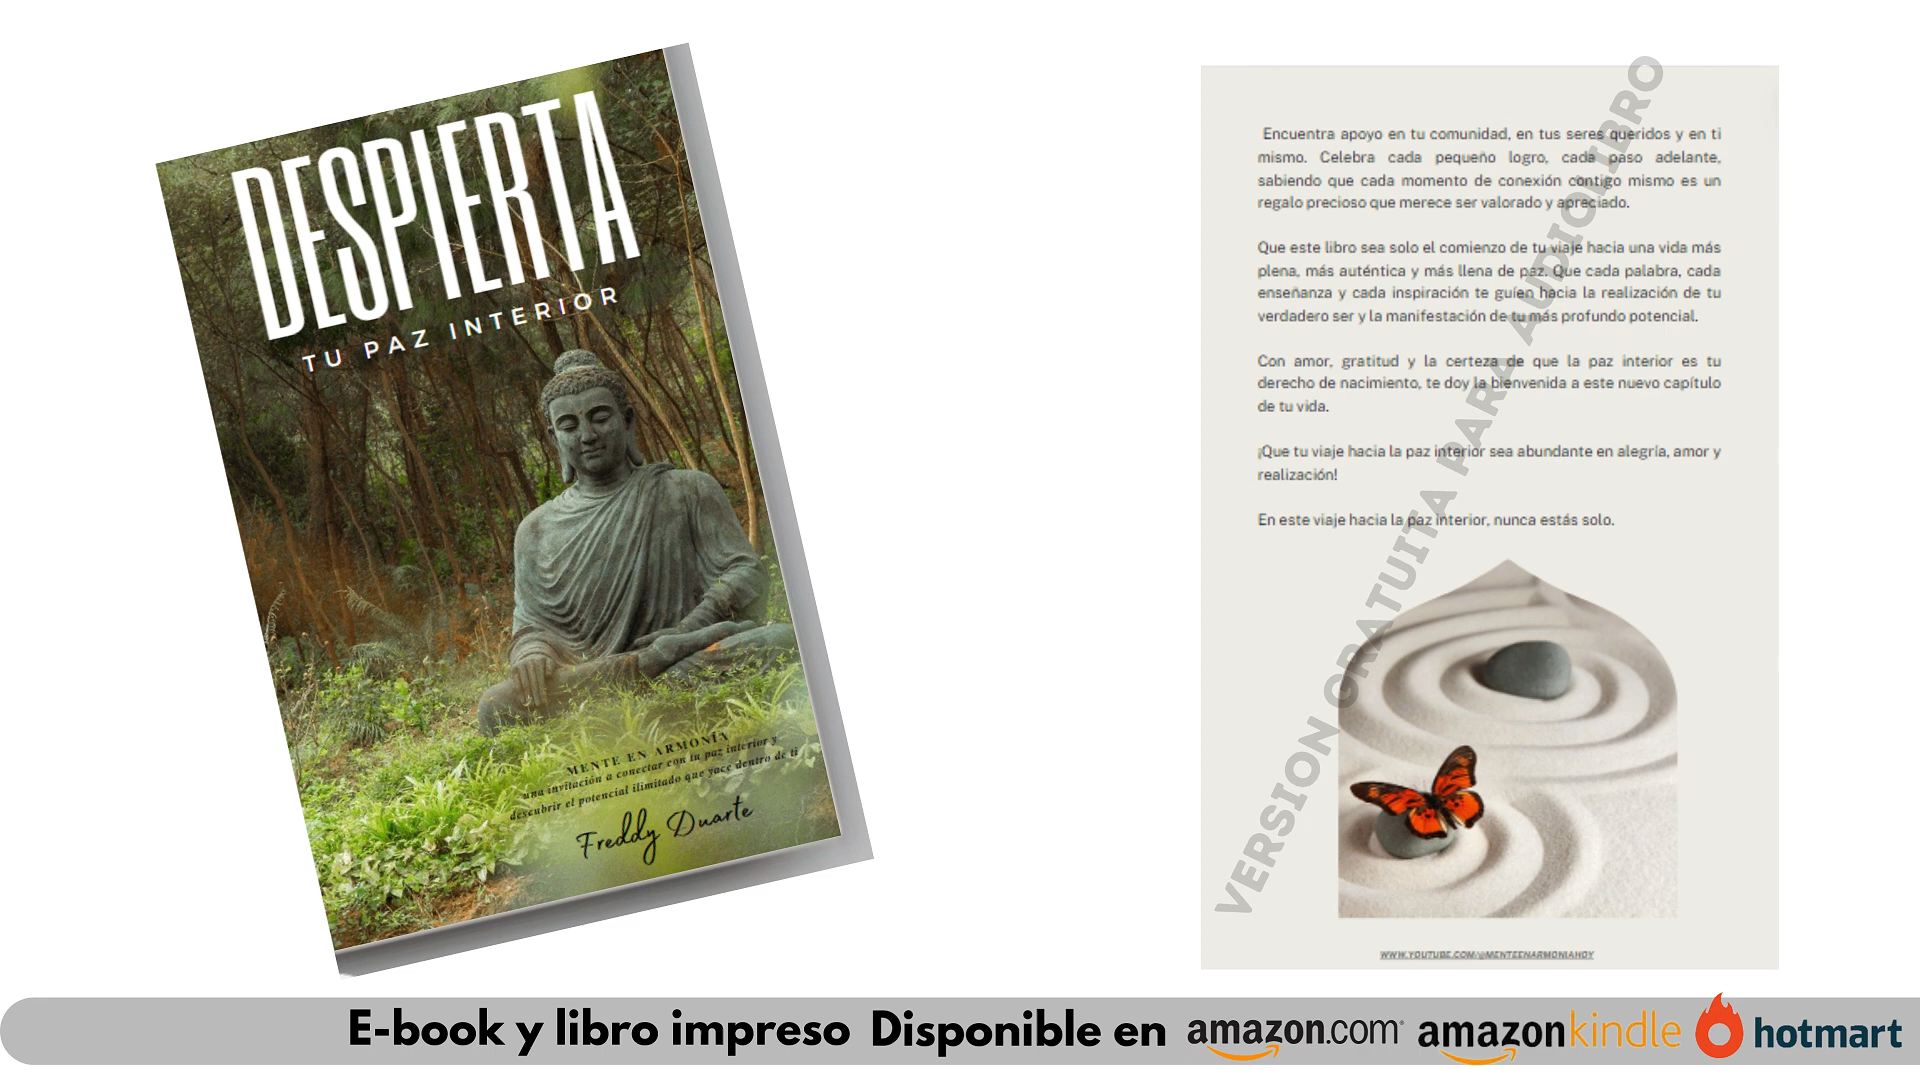 DESPIERTA
TU PAZ INTERIOR
MENTE EN ARMONÍA
una invitación a conectar con tu paz interior y
descubrir el potencial ilimitado que yace dentro de ti
Freddy Duarte
Encuentra apoyo en tu comunidad, en tus seres queridos y en ti
mismo. Celebra cada pequeño logro, cada paso adelante,
sabiendo que cada momento de conexión contigo mismo es un
regalo precioso que merece ser valorado y apreciado.
Que este libro sea solo el comienzo de tu viaje hacia una vida más
plena, más auténtica y más llena de paz. Que cada palabra, cada
enseñanza y cada inspiración te guíen hacia la realización de tu
verdadero ser y la manifestación de tu más profundo potencial.
Con amor, gratitud y la certeza de que la paz interior es tu
derecho de nacimiento, te doy la bienvenida a este nuevo capítulo
de tu vida.
¡Que tu viaje hacia la paz interior sea abundante en alegría, amor y
realización!
En este viaje hacia la paz interior, nunca estás solo.
VERSION GRATUITA PARA AUDIOLIBRO
WWW.YOUTUBE.COM/@MENTEENARMONIAHOY
E-book y libro impreso Disponible en amazon.com amazonkindle hotmart